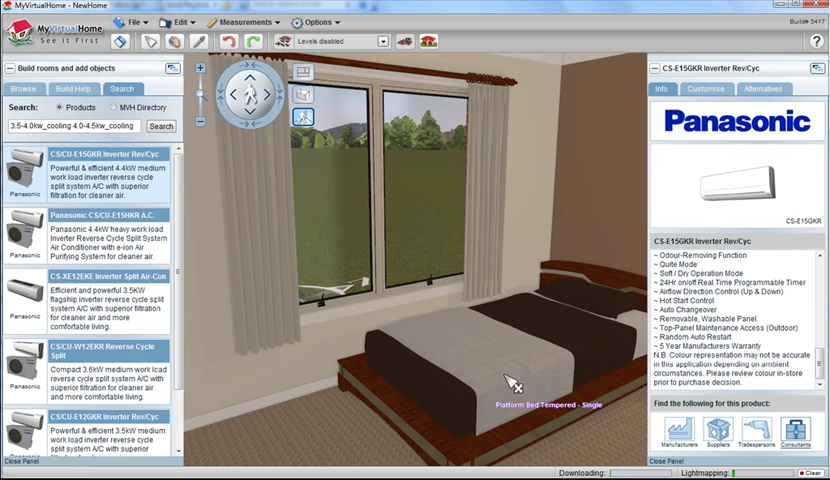 MyVirtualHome - NewHome
MyVirtualHome
See It First
File
Edit
Measurements
Options
Build# 3417
Levels disabled
?
Build rooms and add objects
Browse
Build Help
Search
Search:
Products
MVH Directory
3.5-4.0kw_cooling 4.0-4.5kw_cooling
Search
Panasonic
CS/CU-E15GKR Inverter Rev/Cyc
Powerful & efficient 4.4kW medium
work load inverter reverse cycle
split system A/C with superior
filtration for cleaner air.
Panasonic
Panasonic CS/CU-E15HKR A.C.
Panasonic 4.4kW heavy work load
Inverter Reverse Cycle Split System
Air Conditioner with e-ion Air
Purifying System for cleaner air.
Panasonic
CS-XE12EKE Inverter Split Air-Con
Efficient and powerful 3.5KW
flagship inverter reverse cycle
split system for cleaner air and a
more comfortable living.
Panasonic
CS/CU-W12EKR Reverse Cycle
Split
Compact 3.6kW medium work load
reverse cycle split system A/C with
superior filtration for cleaner air
and more comfortable living.
CS/CU-E12GKR Inverter Rev/Cyc
Powerful & efficient 3.5kW medium
work load inverter reverse cycle
split system A/C with superior
Close Panel
Platform Bed Tempered - Single
CS-E15GKR Inverter Rev/Cyc
Info
Customise
Alternatives
Panasonic
CS-E15GKR
CS-E15GKR Inverter Rev/Cyc
~ Odour-Removing Function
~ Quite Mode
~ Soft / Dry Operation Mode
~ 24Hr on/off Real Time Programmable Timer
~ Airflow Direction Control (Up & Down)
~ Hot Start Control
~ Auto Changeover
~ Removable, Washable Panel
~ Top-Panel Maintenance Access (Outdoor)
~ Random Auto Restart
~ 5 Year Manufacturers Warranty
N.B. Colour representation may not be accurate
in this application depending on ambient
circumstances. Please review colour in-store
prior to purchase decision.
Find the following for this product:
Manufacturers
Suppliers
Tradespersons
Consultants
Close Panel
Downloading:
Lightmapping:
Clear